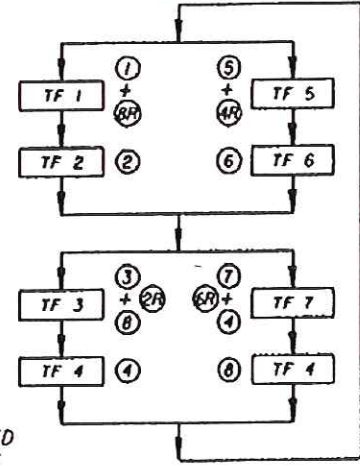 1 5
TF 1 + + TF 5
8R 4R
TF 2 2 6 TF 6
3 7
TF 3 + 2R 6R + TF 7
8 4
TF 4 4 8 TF 4